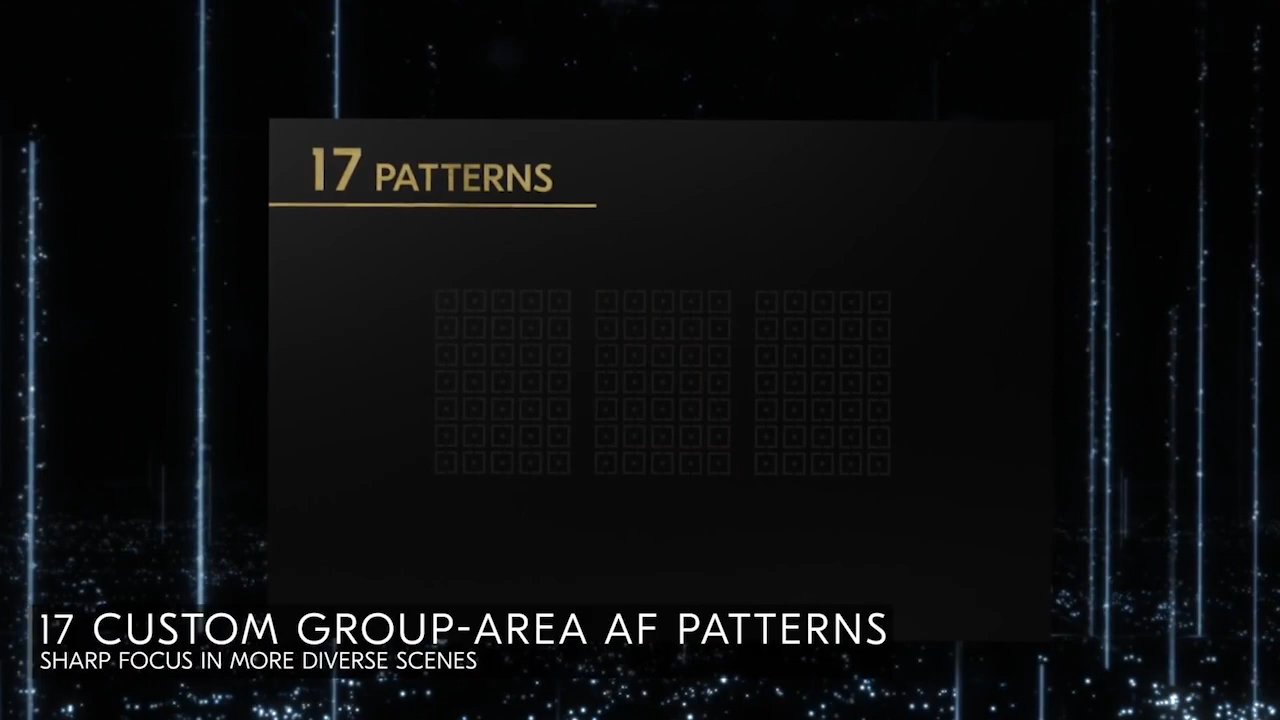 17 PATTERNS
17 CUSTOM GROUP-AREA AF PATTERNS
SHARP FOCUS IN MORE DIVERSE SCENES